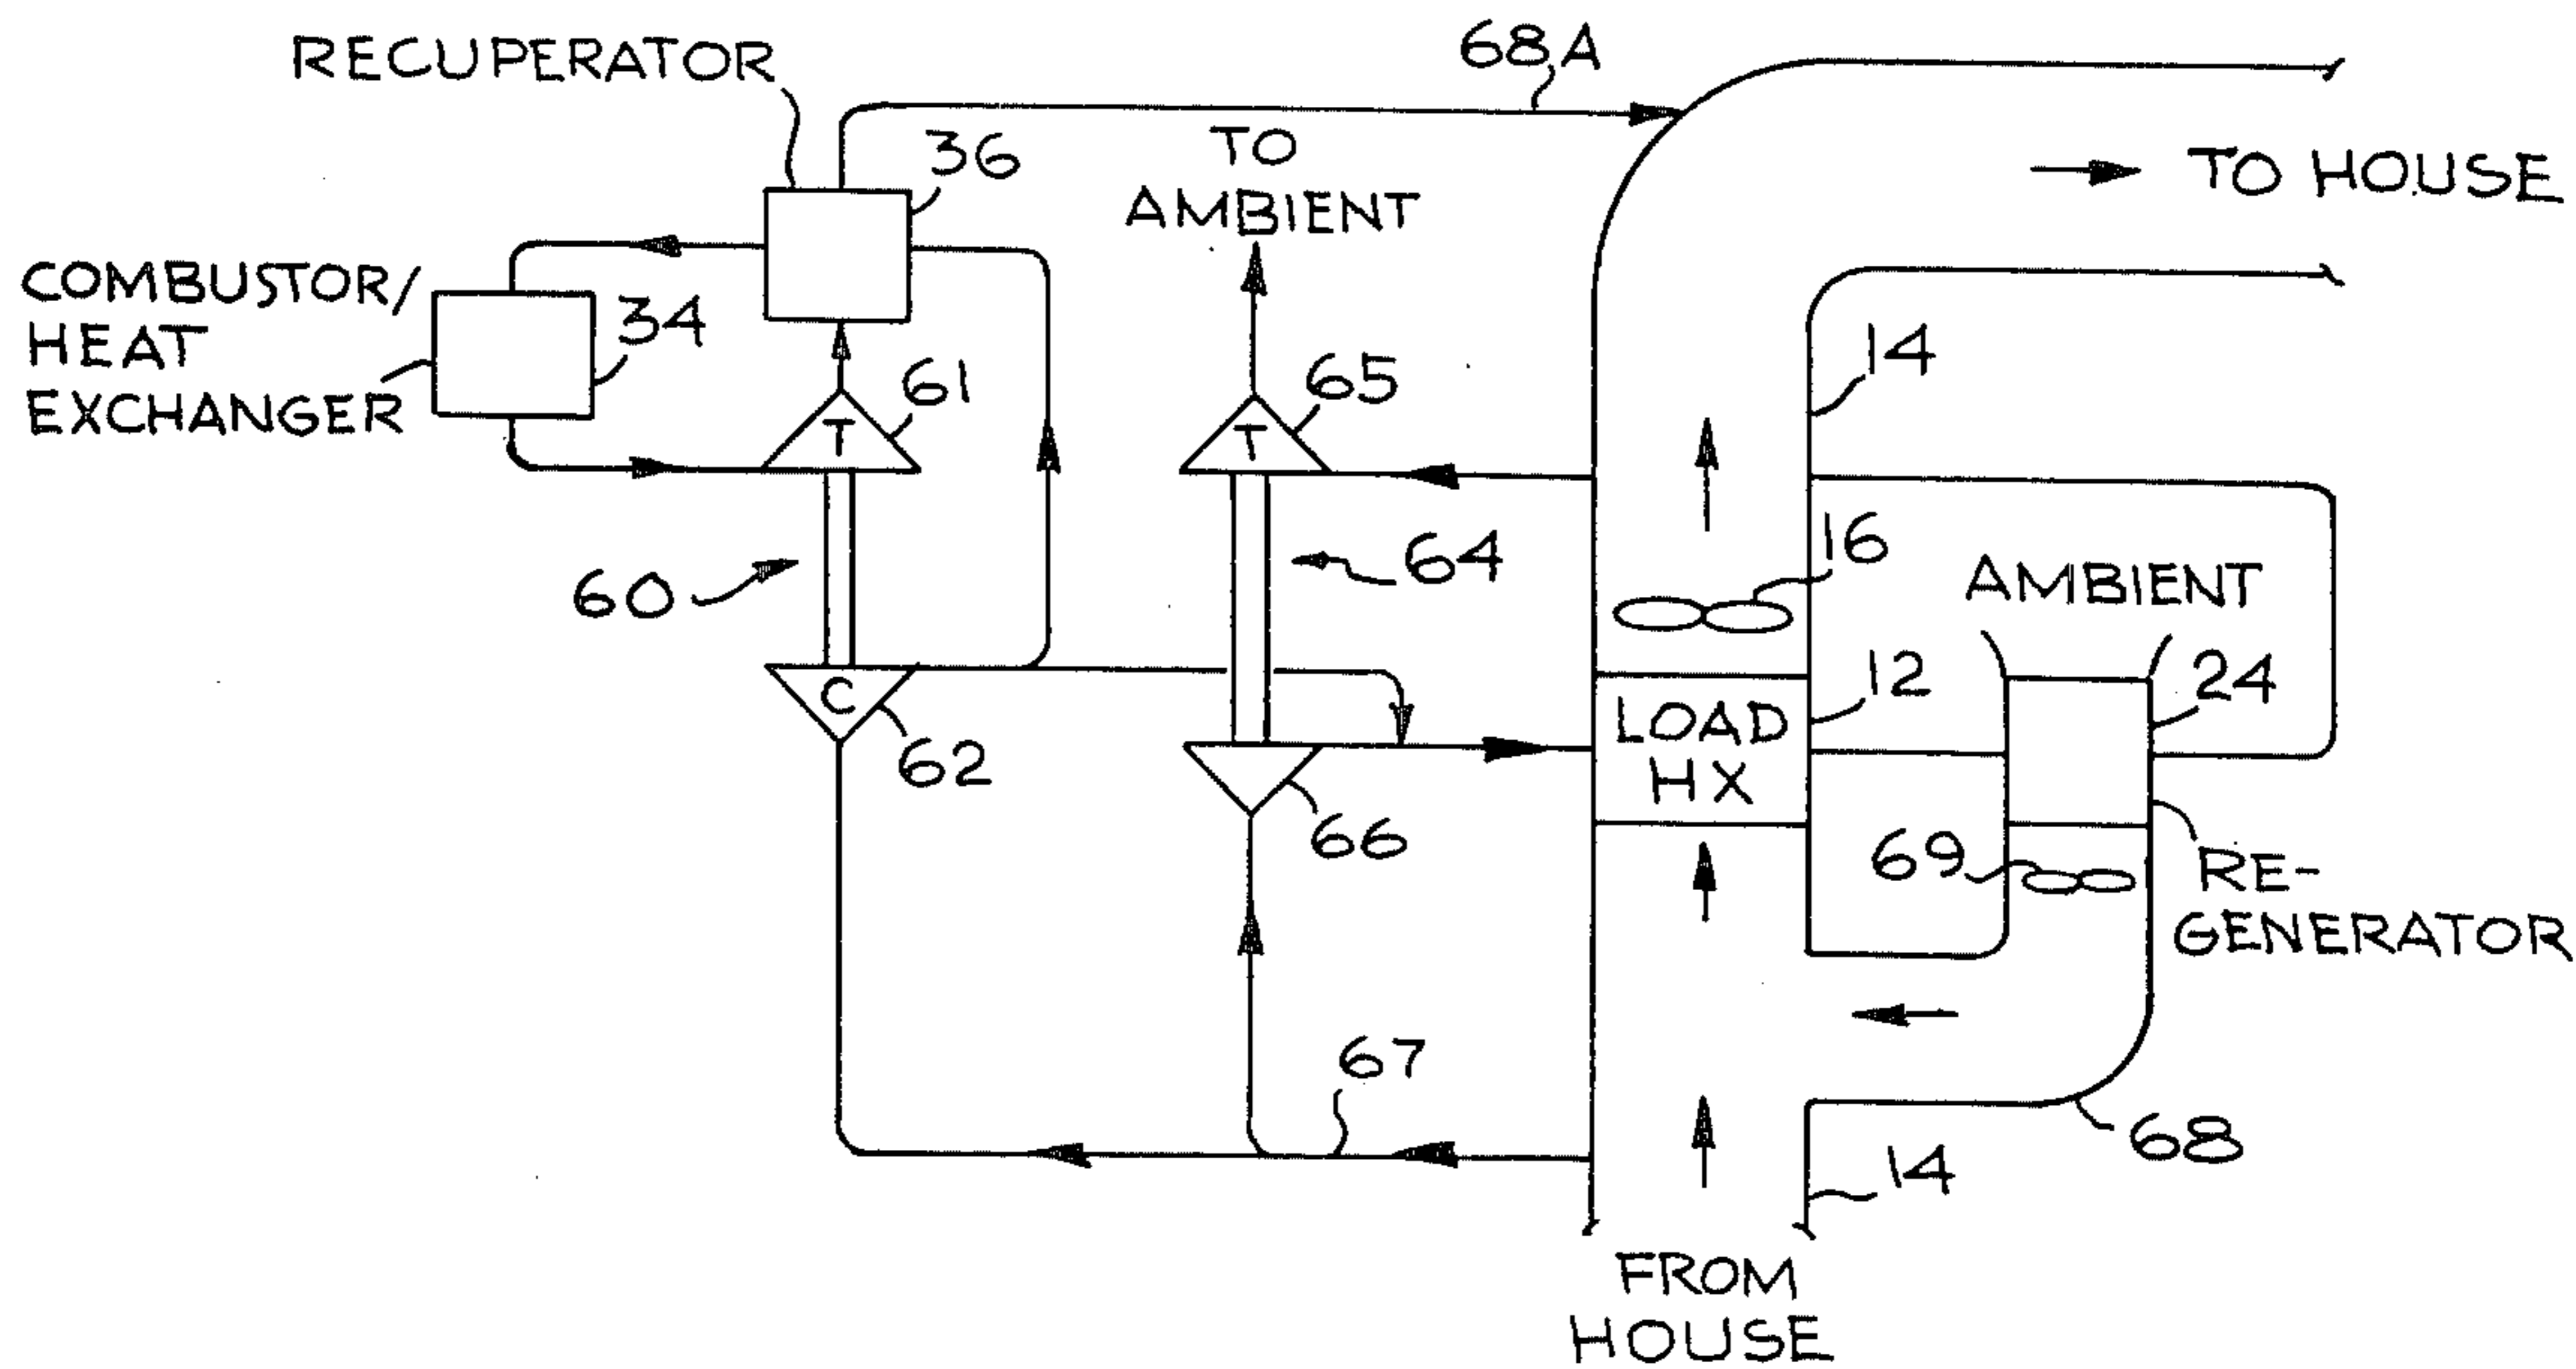 RECUPERATOR
68A
36
TO
AMBIENT
TO HOUSE
COMBUSTOR/
HEAT
EXCHANGER
34
T
61
T
65
14
60
64
16
AMBIENT
C
62
66
LOAD
HX
12
24
69
RE-
GENERATOR
67
68
14
FROM
HOUSE